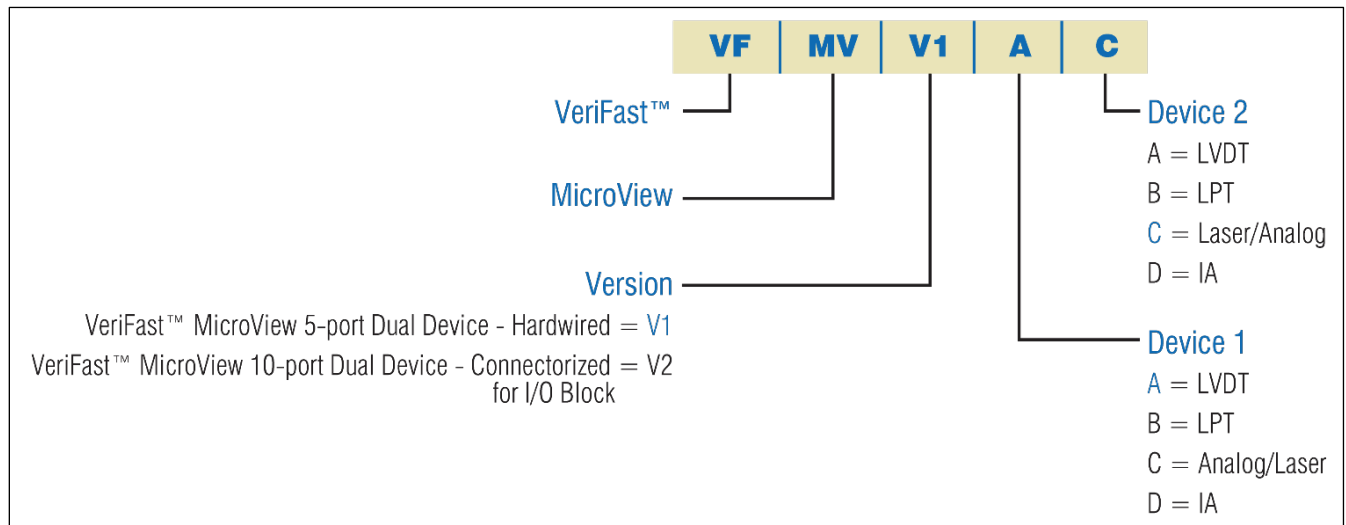 VF MV V1 A C
VeriFast™
MicroView
Version
VeriFast™ MicroView 5-port Dual Device - Hardwired = V1
VeriFast™ MicroView 10-port Dual Device - Connectorized = V2
for I/O Block
Device 2
A = LVDT
B = LPT
C = Laser/Analog
D = IA
Device 1
A = LVDT
B = LPT
C = Analog/Laser
D = IA